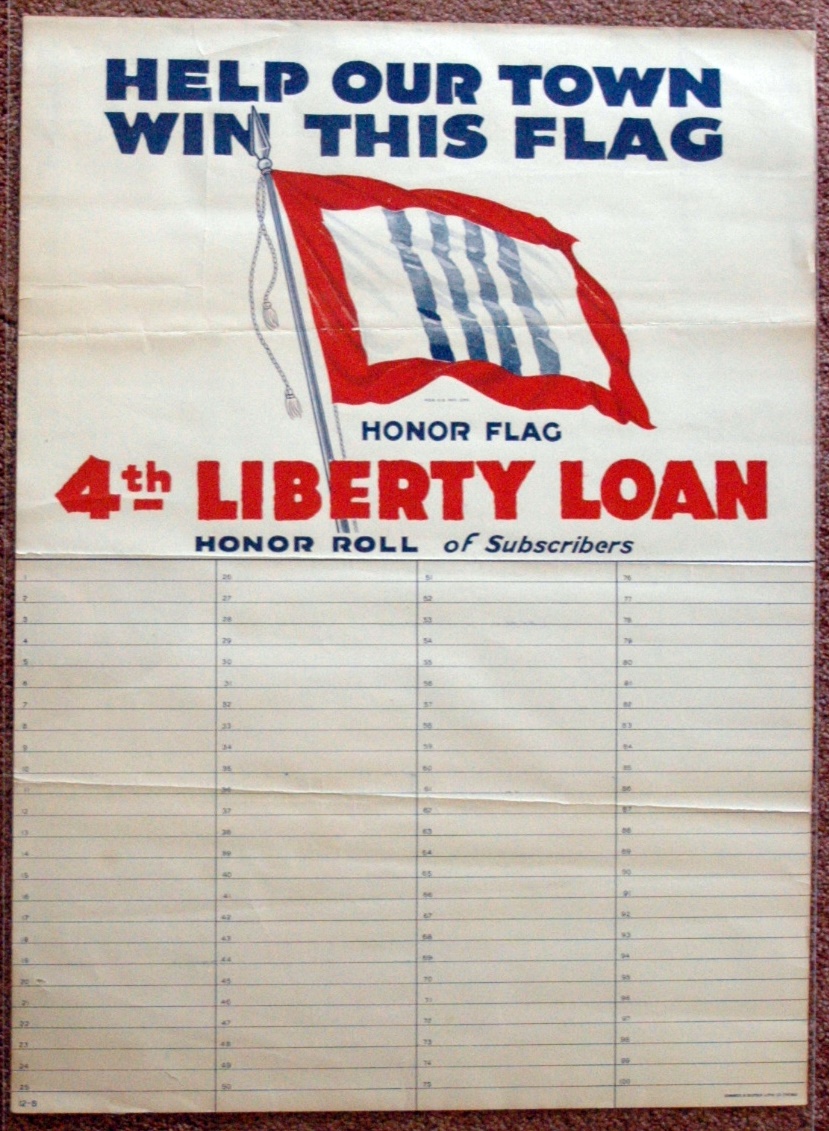 HELP OUR TOWN
WIN THIS FLAG
HONOR FLAG
4th LIBERTY LOAN
HONOR ROLL of Subscribers
1 26 51 76
2 27 52 77
3 28 53 78
4 29 54 79
5 30 55 80
6 31 56 81
7 32 57 82
8 33 58 83
9 34 59 84
10 35 60 85
11 36 61 86
12 37 62 87
13 38 63 88
14 39 64 89
15 40 65 90
16 41 66 91
17 42 67 92
18 43 68 93
19 44 69 94
20 45 70 95
21 46 71 96
22 47 72 97
23 48 73 98
24 49 74 99
25 50 75 100
12-B